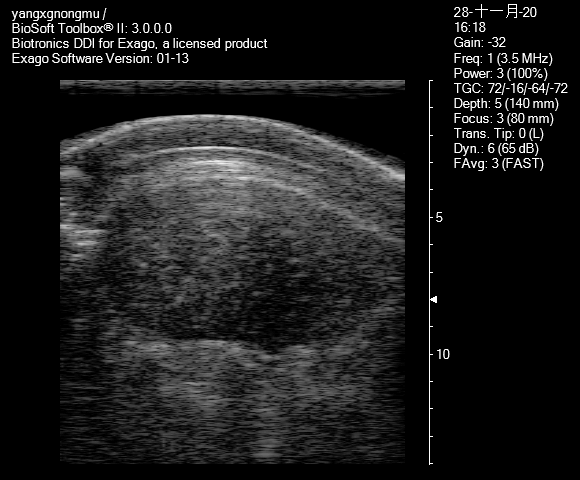 yangxgnongmu /
BioSoft Toolbox® II: 3.0.0.0
Biotronics DDI for Exago, a licensed product
Exago Software Version: 01-13
28-十一月-20
16:18
Gain: -32
Freq: 1 (3.5 MHz)
Power: 3 (100%)
TGC: 72/-16/-64/-72
Depth: 5 (140 mm)
Focus: 3 (80 mm)
Trans. Tip: 0 (L)
Dyn.: 6 (65 dB)
FAvg: 3 (FAST)
5
10